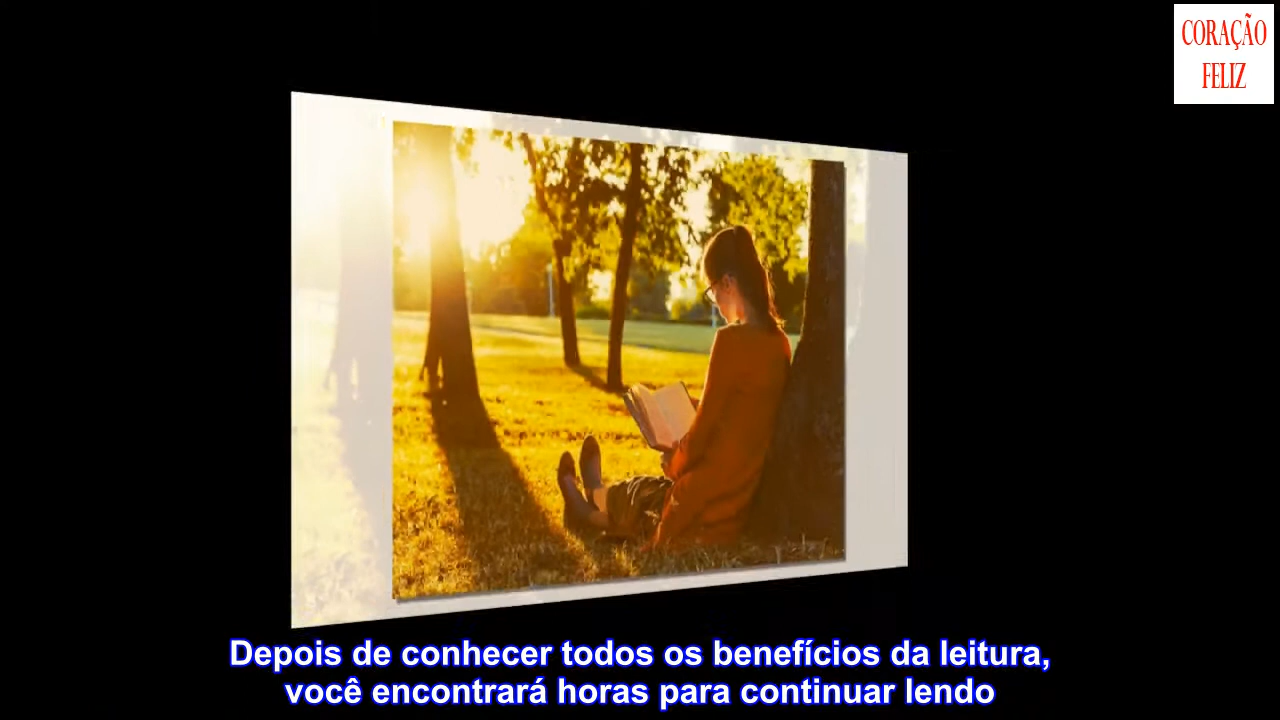 CORAÇÃO
FELIZ
Depois de conhecer todos os benefícios da leitura,
você encontrará horas para continuar lendo